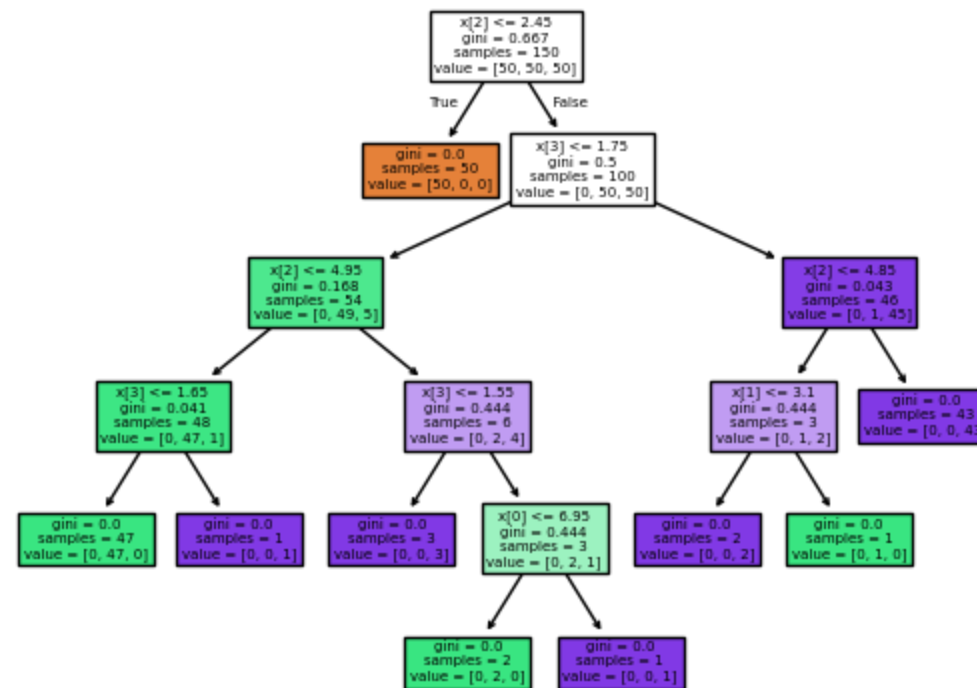 x[2] <= 2.45
gini = 0.667
samples = 150
value = [50, 50, 50]
True
False
gini = 0.0
samples = 50
value = [50, 0, 0]
x[3] <= 1.75
gini = 0.5
samples = 100
value = [0, 50, 50]
x[2] <= 4.95
gini = 0.168
samples = 54
value = [0, 49, 5]
x[2] <= 4.85
gini = 0.043
samples = 46
value = [0, 1, 45]
x[3] <= 1.65
gini = 0.041
samples = 48
value = [0, 47, 1]
x[3] <= 1.55
gini = 0.444
samples = 6
value = [0, 2, 4]
x[1] <= 3.1
gini = 0.444
samples = 3
value = [0, 1, 2]
gini = 0.0
samples = 43
value = [0, 0, 43
gini = 0.0
samples = 47
value = [0, 47, 0]
gini = 0.0
samples = 1
value = [0, 0, 1]
gini = 0.0
samples = 3
value = [0, 0, 3]
x[0] <= 6.95
gini = 0.444
samples = 3
value = [0, 2, 1]
gini = 0.0
samples = 2
value = [0, 0, 2]
gini = 0.0
samples = 1
value = [0, 1, 0]
gini = 0.0
samples = 2
value = [0, 2, 0]
gini = 0.0
samples = 1
value = [0, 0, 1]